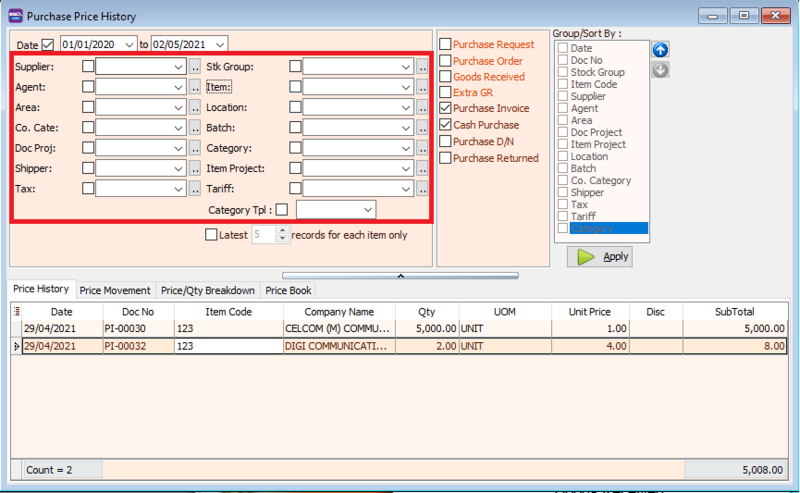 Purchase Price History
Date 01/01/2020 to 02/05/2021
Supplier: .. Stk Group: ..
Agent: .. Item: ..
Area: .. Location: ..
Co. Cate: .. Batch: ..
Doc Proj: .. Category: ..
Shipper: .. Item Project: ..
Tax: .. Tariff: ..
Category Tpl :
Latest 5 records for each item only
Purchase Request
Purchase Order
Goods Received
Extra GR
Purchase Invoice
Cash Purchase
Purchase D/N
Purchase Returned
Group/Sort By :
Date
Doc No
Stock Group
Item Code
Supplier
Agent
Area
Doc Project
Item Project
Location
Batch
Co. Category
Shipper
Tax
Tariff
Category
Apply
Price History Price Movement Price/Qty Breakdown Price Book
Date Doc No Item Code Company Name Qty UOM Unit Price Disc SubTotal
29/04/2021 PI-00030 123 CELCOM (M) COMMU... 5,000.00 UNIT 1.00 5,000.00
29/04/2021 PI-00032 123 DIGI COMMUNICATI... 2.00 UNIT 4.00 8.00
Count = 2 5,008.00